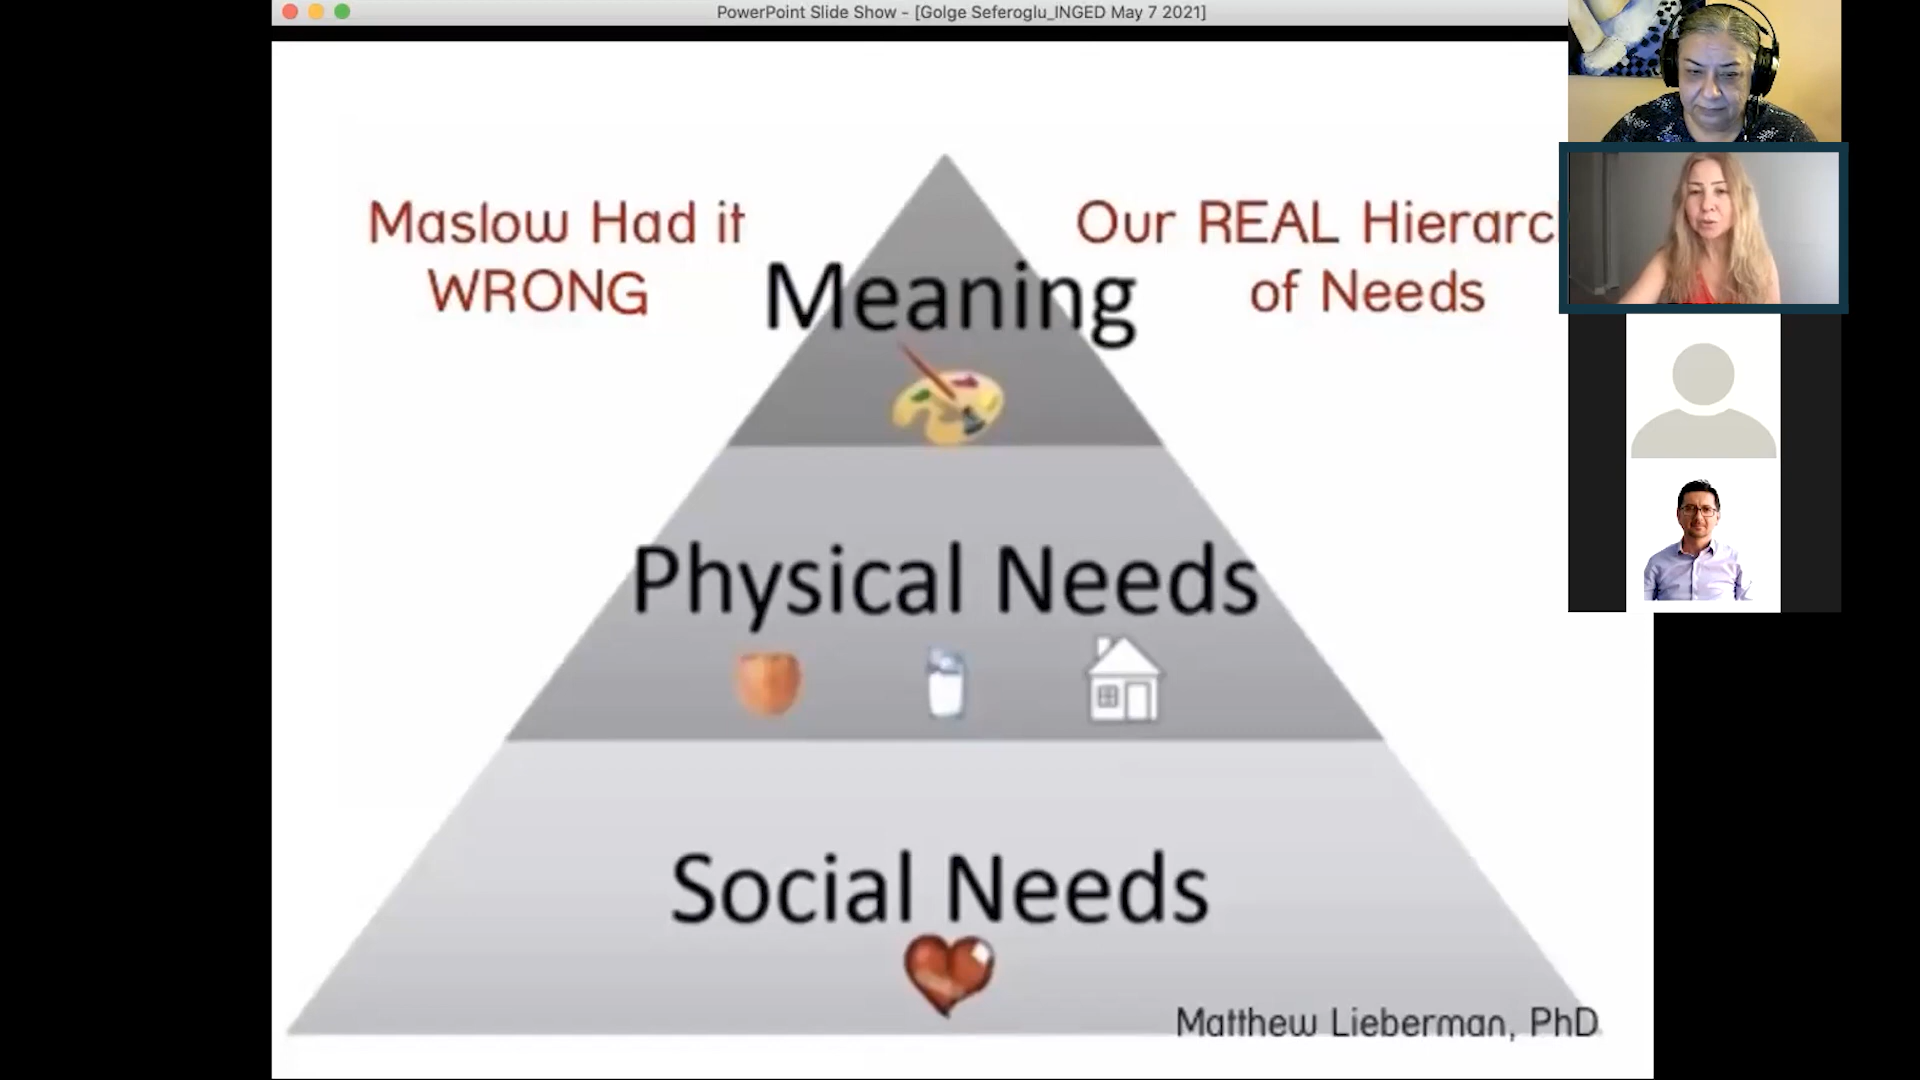 PowerPoint Slide Show - [Golge Seferoglu_INGED May 7 2021]
Maslow Had it
WRONG
Our REAL Hierarc
of Needs
Meaning
Physical Needs
Social Needs
Matthew Lieberman, PhD